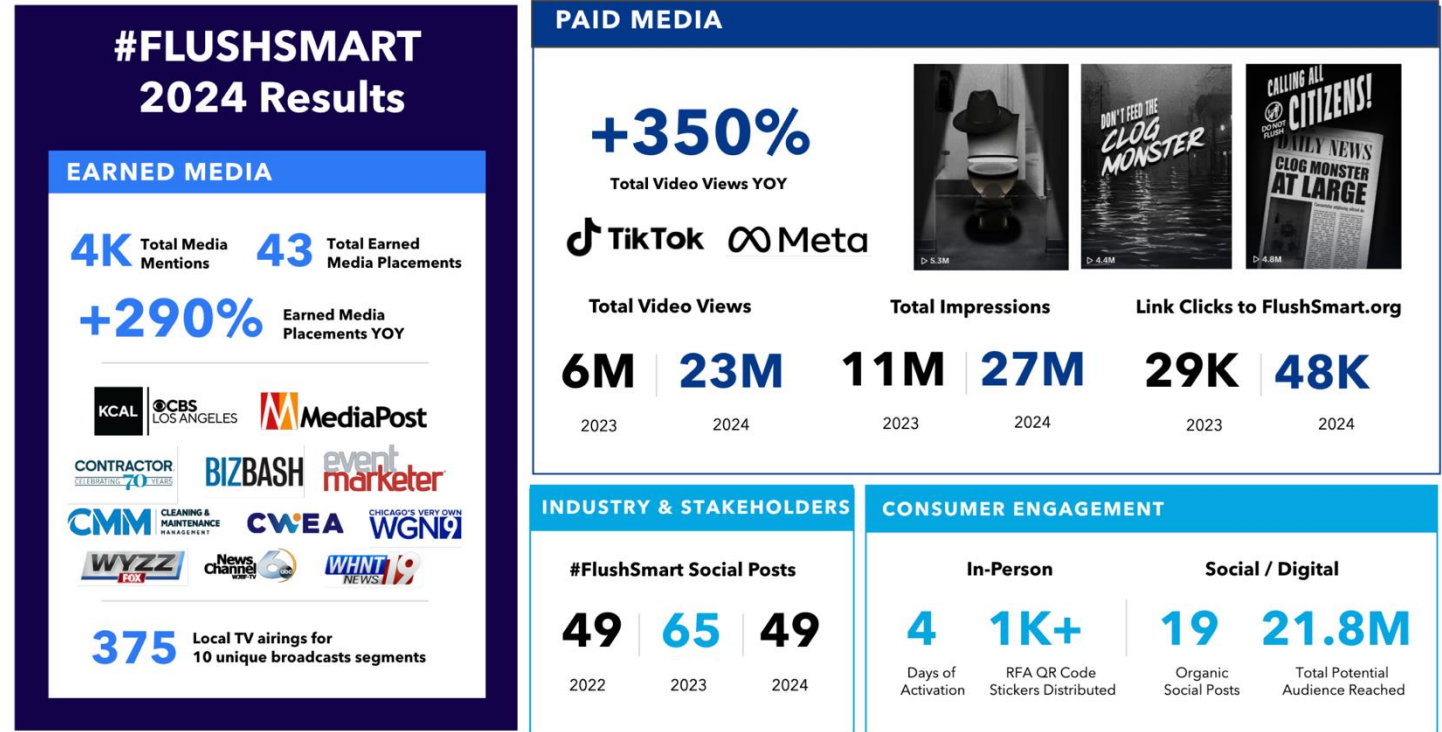 #FLUSHSMART
2024 Results
EARNED MEDIA
4K Total Media
Mentions
43 Total Earned
Media Placements
+290% Earned Media
Placements YOY
KCAL CBS
LOS ANGELES
MediaPost
CONTRACTOR
CELEBRATING 70 YEARS
BIZBASH
event
marketer
CMM CLEANING &
MAINTENANCE
MANAGEMENT
CWEA
CHICAGO'S VERY OWN
WGN9
WYZZ
FOX
News
Channel 6 abc
WJBF-TV
WHNT
NEWS 19
375 Local TV airings for
10 unique broadcasts segments
PAID MEDIA
+350%
Total Video Views YOY
TikTok Meta
5.3M
DON'T FEED THE
CLOG
MONSTER
4.4M
CALLING ALL
CITIZENS!
DO NOT
FLUSH
DAILY NEWS
CLOG MONSTER
AT LARGE
4.8M
Total Video Views
6M 23M
2023 2024
Total Impressions
11M 27M
2023 2024
Link Clicks to FlushSmart.org
29K 48K
2023 2024
INDUSTRY & STAKEHOLDERS
#FlushSmart Social Posts
49 65 49
2022 2023 2024
CONSUMER ENGAGEMENT
In-Person
4 1K+
Days of
Activation
RFA QR Code
Stickers Distributed
Social / Digital
19 21.8M
Organic
Social Posts
Total Potential
Audience Reached